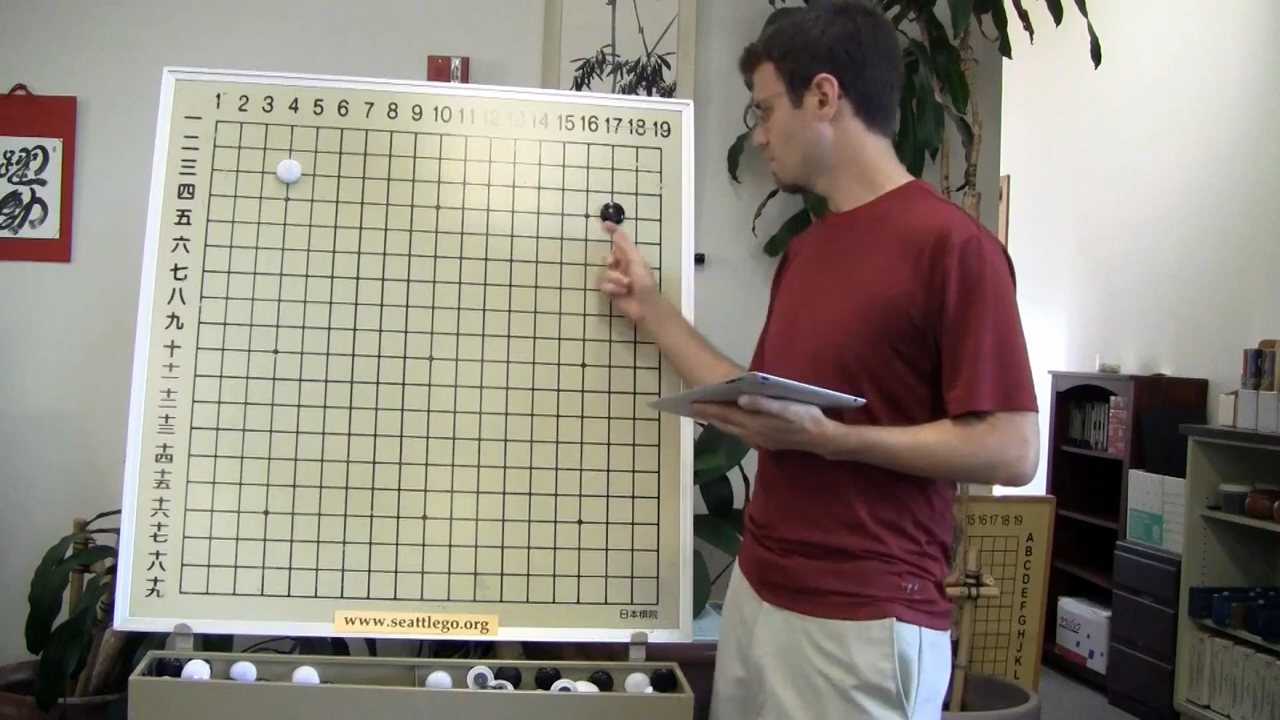 1 2 3 4 5 6 7 8 9 10 11 12 13 14 15 16 17 18 19
一
二
三
四
五
六
七
八
九
十
十一
十二
十三
十四
十五
十六
十七
十八
十九
日本棋院
www.seattlego.org
15 16 17 18 19
A
B
C
D
E
F
G
H
J
K
L